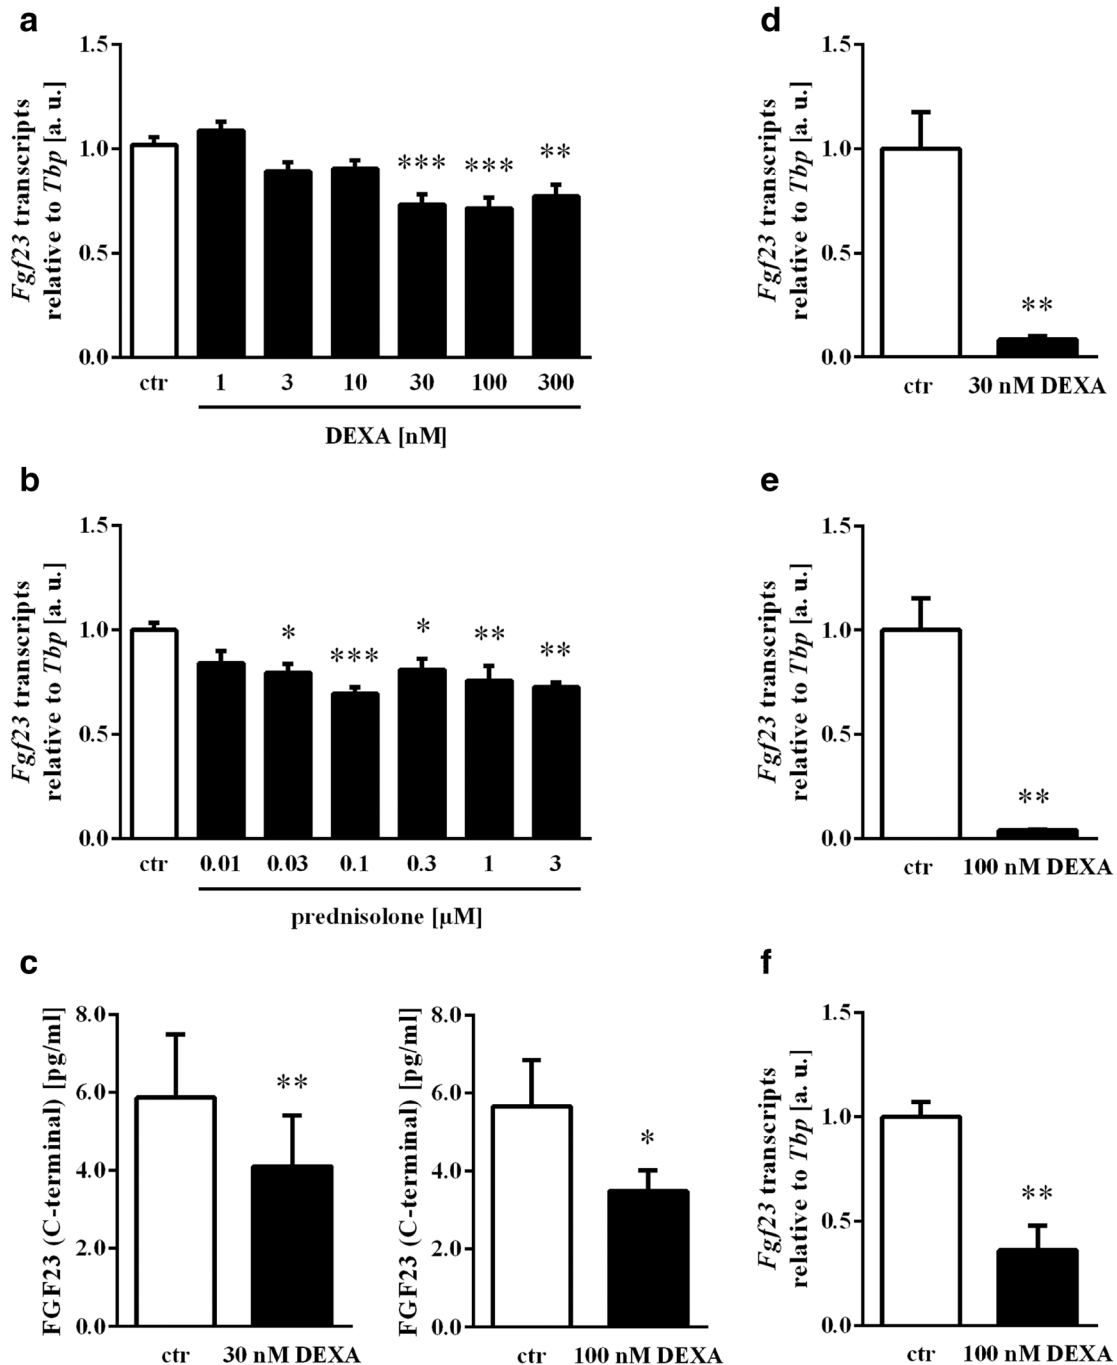 a
Fgf23 transcripts
relative to Tbp [a. u.]
1.5
1.0
0.5
0.0
*** *** **
ctr 1 3 10 30 100 300
DEXA [nM]
d
Fgf23 transcripts
relative to Tbp [a. u.]
1.5
1.0
0.5
0.0
**
ctr 30 nM DEXA
b
Fgf23 transcripts
relative to Tbp [a. u.]
1.5
1.0
0.5
0.0
* *** * ** **
ctr 0.01 0.03 0.1 0.3 1 3
prednisolone [µM]
e
Fgf23 transcripts
relative to Tbp [a. u.]
1.5
1.0
0.5
0.0
**
ctr 100 nM DEXA
c
FGF23 (C-terminal) [pg/ml]
8.0
6.0
4.0
2.0
0.0
**
ctr 30 nM DEXA
FGF23 (C-terminal) [pg/ml]
8.0
6.0
4.0
2.0
0.0
*
ctr 100 nM DEXA
f
Fgf23 transcripts
relative to Tbp [a. u.]
1.5
1.0
0.5
0.0
**
ctr 100 nM DEXA